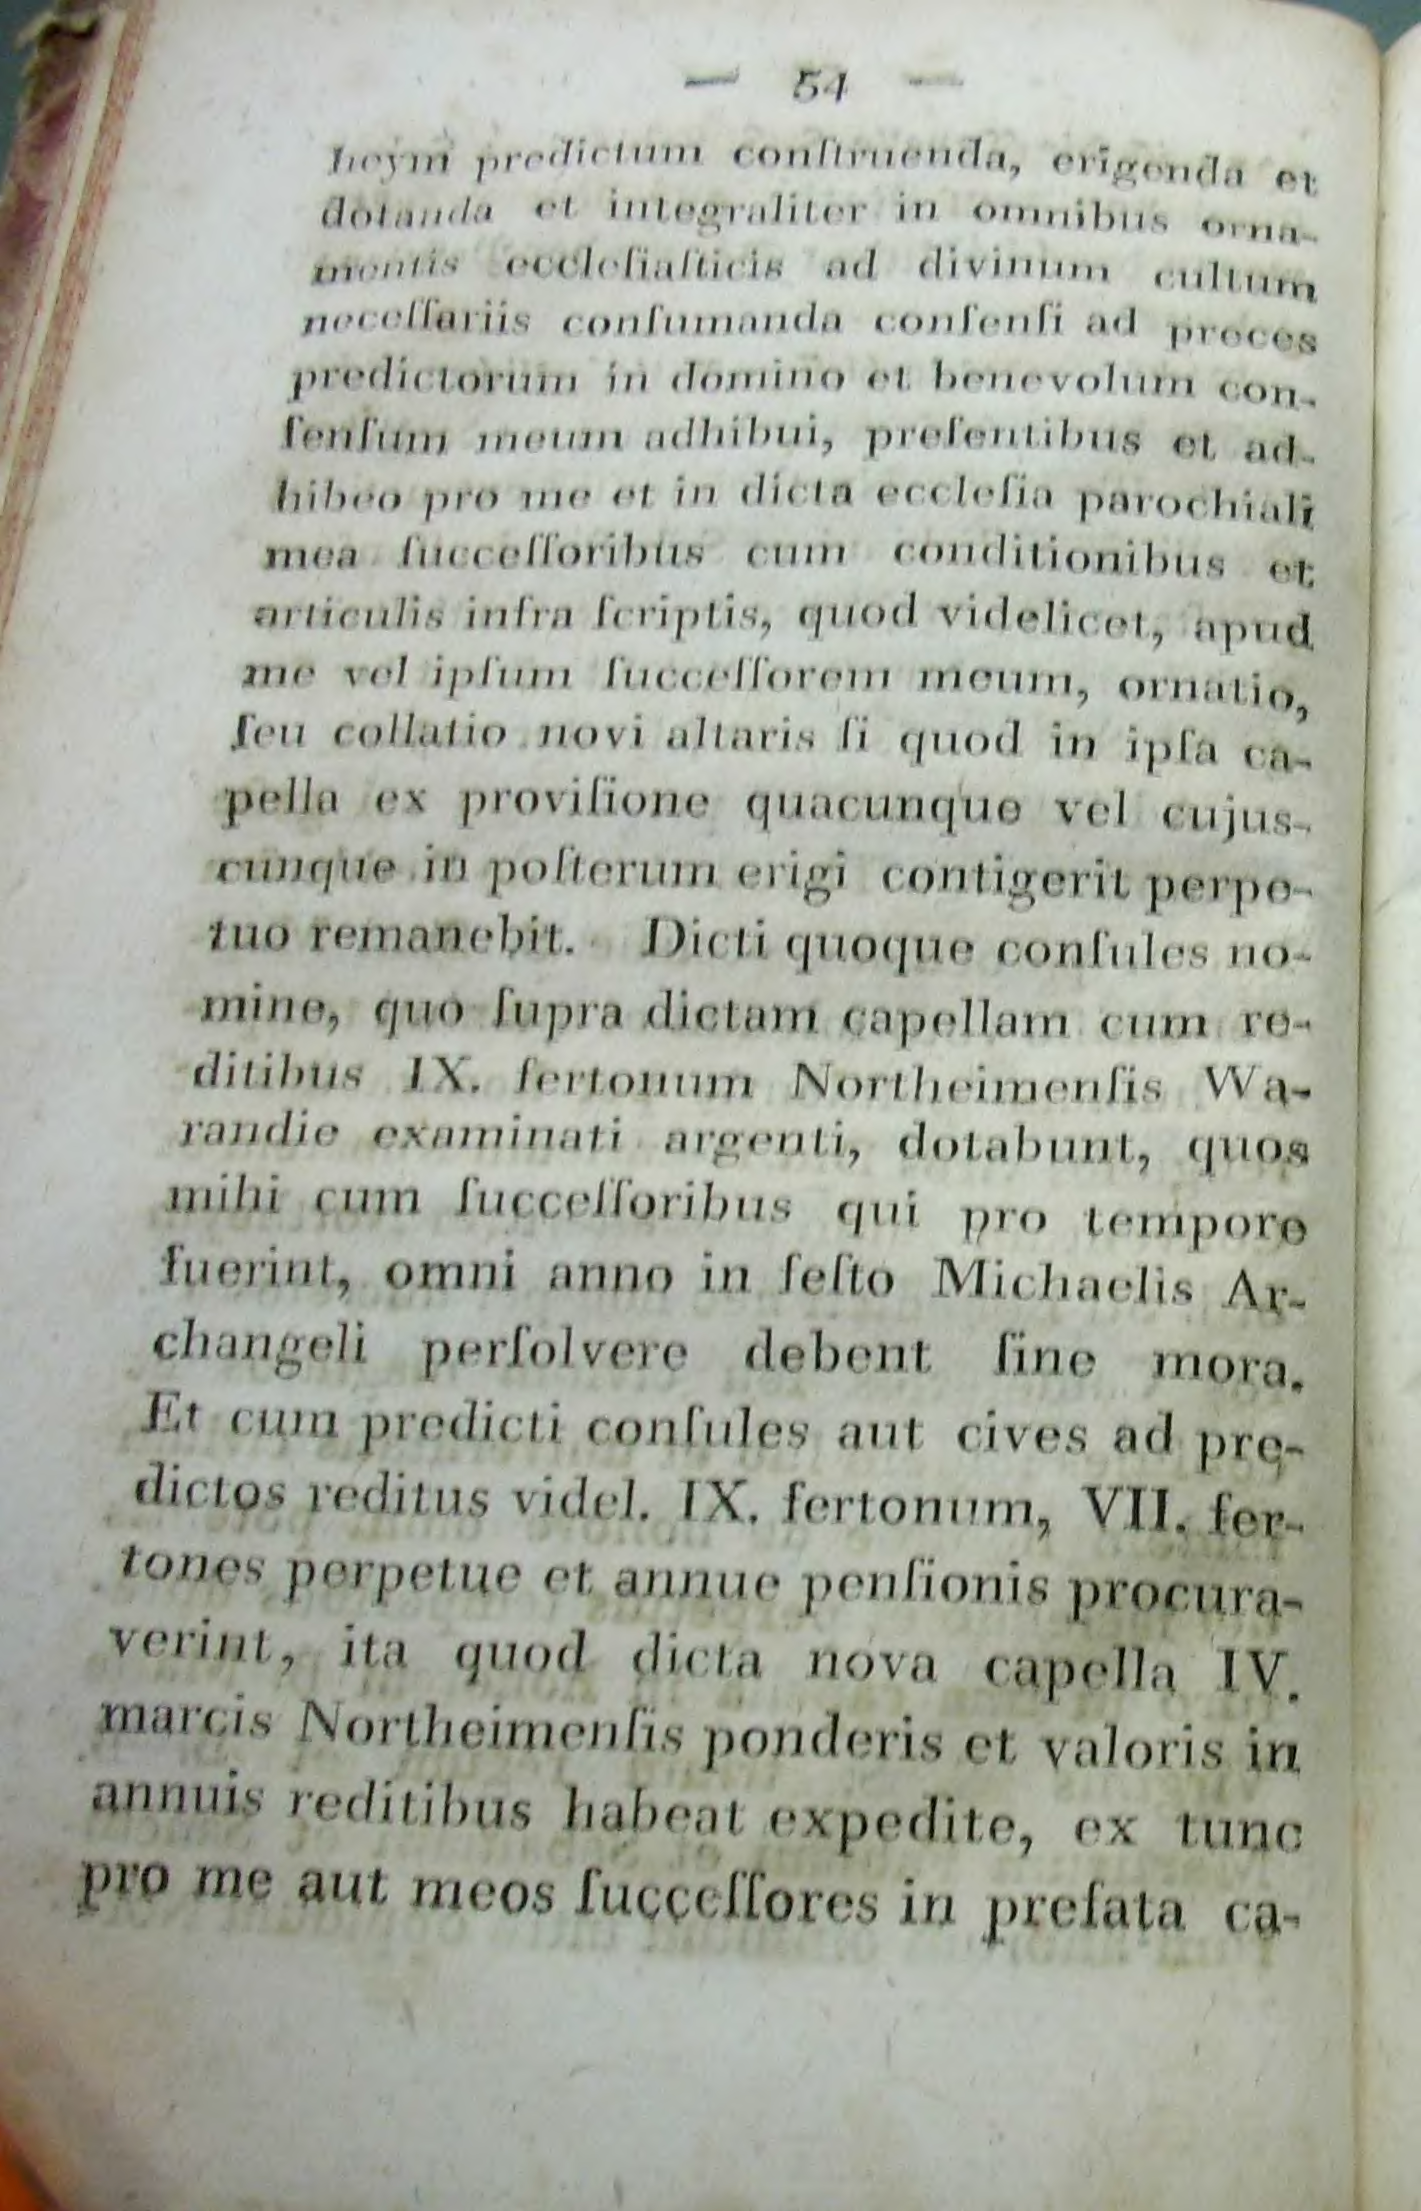 — 54 —
heym predictum conſtruenda, erigenda et
dotanda et integraliter in omnibus orna-
mentis eccleſiaſticis ad divinum cultum
neceſſariis conſumanda conſenſi ad preces
predictorum in domino et benevolum con-
ſenſum meum adhibui, preſentibus et ad-
hibeo pro me et in dicta eccleſia parochiali
mea ſucceſſoribus cum conditionibus et
articulis infra ſcriptis, quod videlicet, apud
me vel ipſum ſucceſſorem meum, ornatio,
ſeu collatio novi altaris ſi quod in ipſa ca-
pella ex proviſione quacunque vel cujus-
cunque in poſterum erigi contigerit perpe-
tuo remanebit. Dicti quoque conſules no-
mine, quo ſupra dictam capellam cum re-
ditibus IX. fertonum Northeimenſis Wa-
randie examinati argenti, dotabunt, quos
mihi cum ſucceſſoribus qui pro tempore
fuerint, omni anno in feſto Michaelis Ar-
changeli perſolvere debent ſine mora.
Et cum predicti conſules aut cives ad pre-
dictos reditus videl. IX. fertonum, VII. fer-
tones perpetue et annue penſionis procura-
verint, ita quod dicta nova capella IV.
marcis Northeimenſis ponderis et valoris in
annuis reditibus habeat expedite, ex tunc
pro me aut meos ſucceſſores in prefata ca-